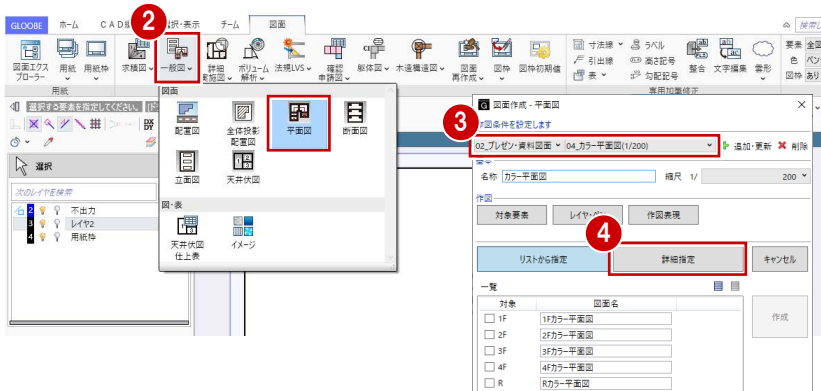 GLOOBE ホーム CAD 選択・表示 チーム 図面
2
図面エクスプローラー 用紙 用紙枠 求積図 一般図 詳細実施図 ボリューム解析 法規LVS 確認申請図 躯体図 木造構造図 図面再作成 図枠 図枠初期値 寸法線 ラベル 整合 文字編集 雲形 要素 全図
引出線 高さ記号 色 ペン
表 勾配記号 図枠 あり
用紙 専用加筆修正
選択する要素を指定してください。
選択
次のレイヤを検索
2 不出力
3 レイヤ2
4 用紙枠
図面
配置図 全体投影配置図 平面図 断面図
立面図 天井伏図
図・表
天井伏図仕上表 イメージ
G 図面作成 - 平面図
3
作図条件を設定します
02_プレゼン・資料図面 04_カラー平面図(1/200) 追加・更新 削除
名称 カラー平面図 縮尺 1/ 200
作図
対象要素 作図表現
4
リストから指定 詳細指定 キャンセル
一覧
対象 図面名
1F 1Fカラー平面図
作成
2F 2Fカラー平面図
3F 3Fカラー平面図
4F 4Fカラー平面図
R Rカラー平面図